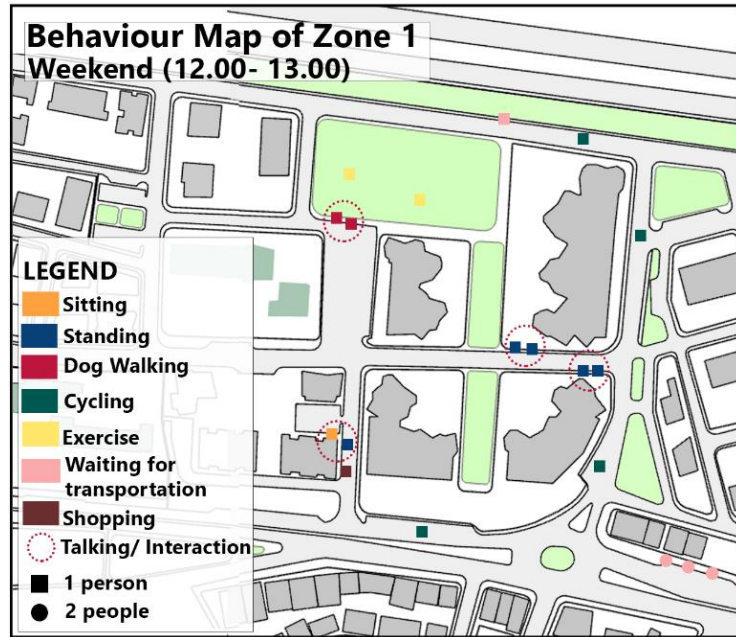 Behaviour Map of Zone 1
Weekend (12.00- 13.00)
LEGEND
Sitting
Standing
Dog Walking
Cycling
Exercise
Waiting for
transportation
Shopping
Talking/ Interaction
1 person
2 people